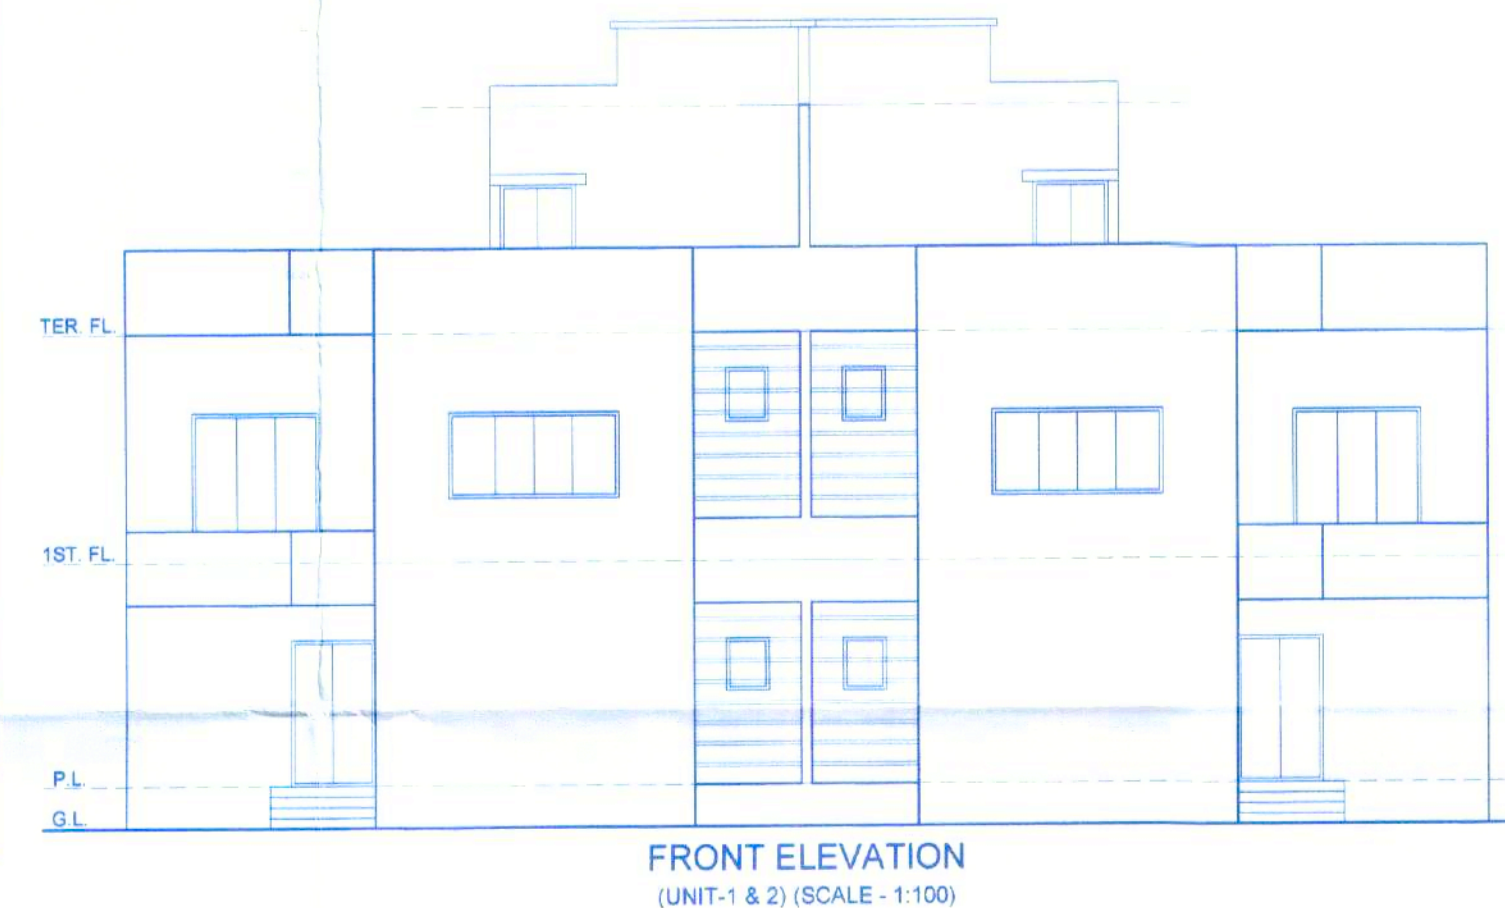 TER. FL.
1ST. FL.
P.L.
G.L.
FRONT ELEVATION
(UNIT-1 & 2) (SCALE - 1:100)